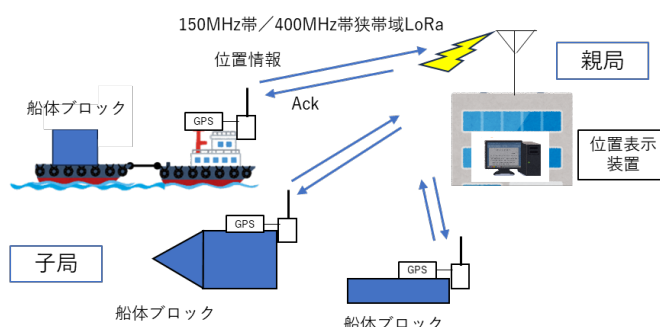 150MHz帯／400MHz帯狭帯域LoRa
位置情報
親局
Ack
船体ブロック
GPS
位置表示
装置
GPS
子局
GPS
船体ブロック
船体ブロック